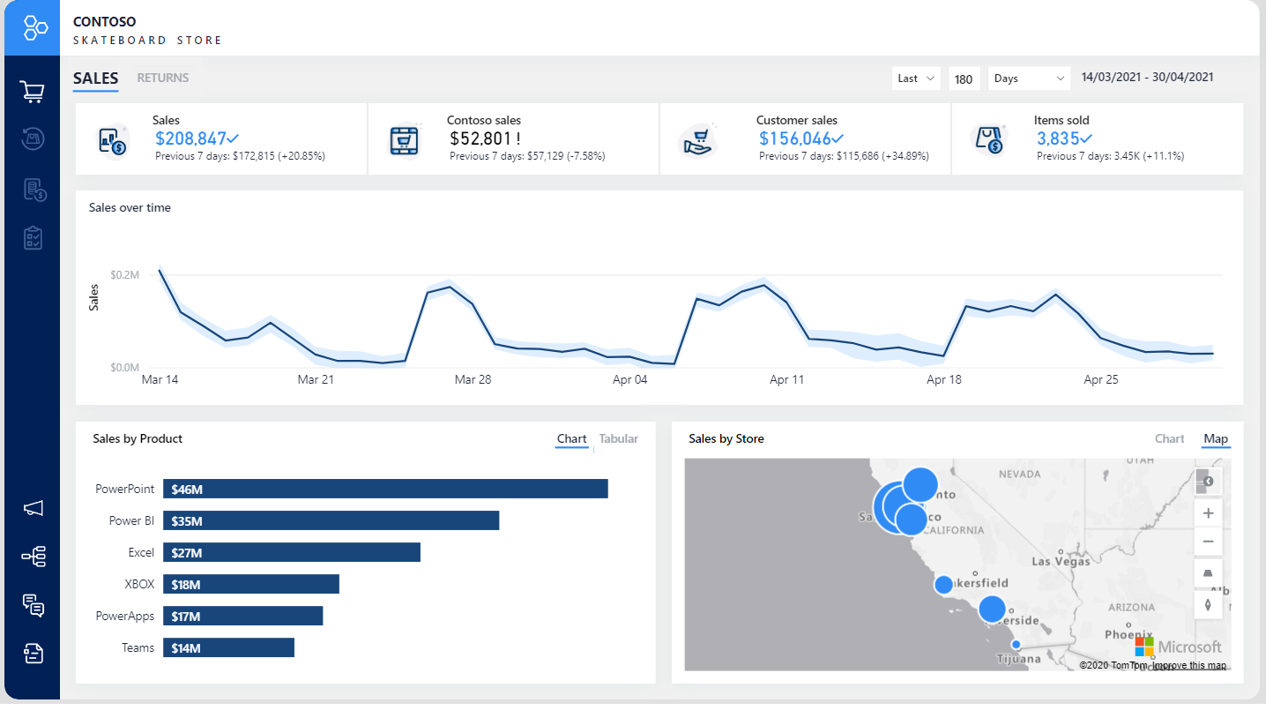 CONTOSO
SKATEBOARD STORE
SALES RETURNS
Last 180 Days 14/03/2021 - 30/04/2021
Sales
$208,847
Previous 7 days: $172,815 (+20.85%)
Contoso sales
$52,801 !
Previous 7 days: $57,129 (-7.58%)
Customer sales
$156,046
Previous 7 days: $115,686 (+34.89%)
Items sold
3,835
Previous 7 days: 3.45K (+11.1%)
Sales over time
Sales
$0.2M
$0.0M
Mar 14 Mar 21 Mar 28 Apr 04 Apr 11 Apr 18 Apr 25
Sales by Product Chart Tabular
PowerPoint $46M
Power BI $35M
Excel $27M
XBOX $18M
PowerApps $17M
Teams $14M
Sales by Store Chart Map
UTAH
NEVADA
nto
Sa
co
CALIFORNIA
Las Vegas
kersfield
ARIZONA
erside
Phoenix
Tijuana
Microsoft
©2020 TomTom Improve this map